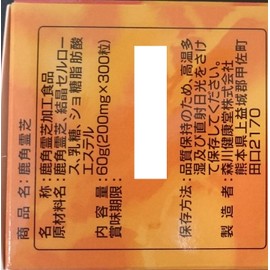 商品名：鹿角霊芝
名　称：鹿角霊芝加工食品
原材料名：鹿角霊芝、結晶セルロー
ス、乳糖、ショ糖脂肪酸
エステル
内容量：60g(200mg×300粒)
賞味期限：
保存方法：品質保持のため、高温多
湿及び直射日光をさけ
て保存してください。
製造者：森川健康堂株式会社
熊本県上益城郡甲佐町
田口2170